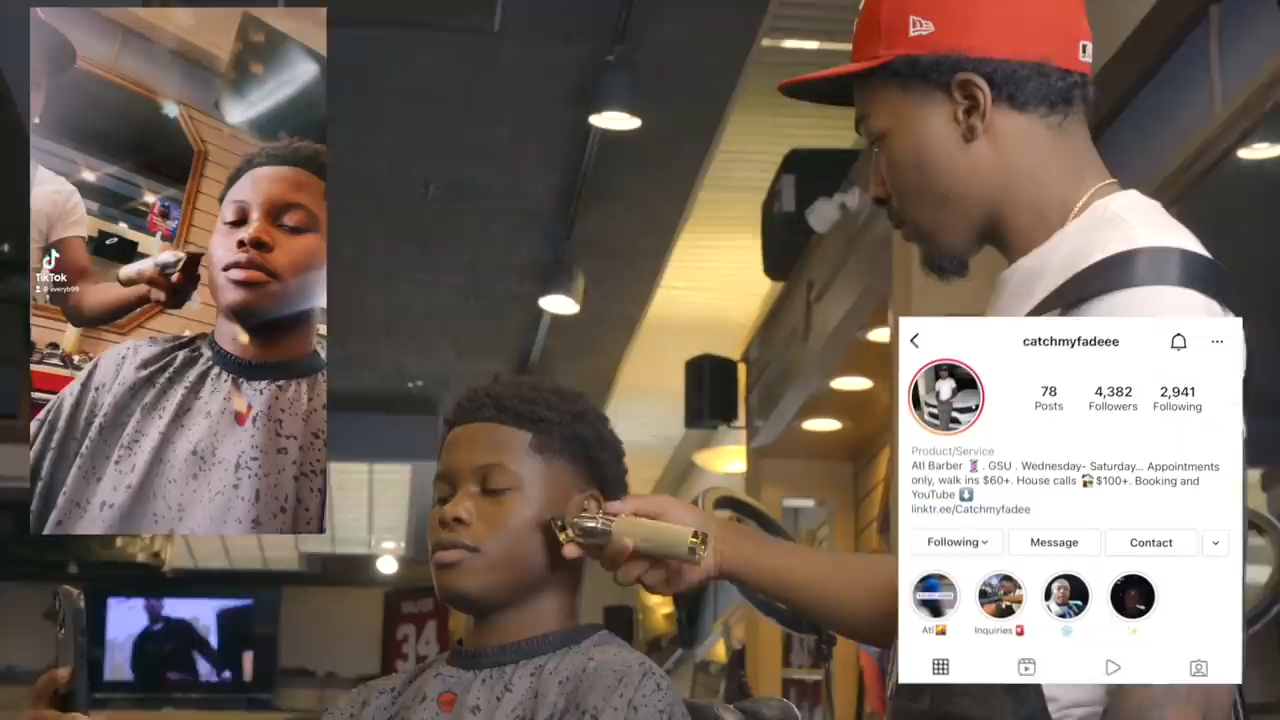 TikTok
@ everyb99
34
catchmyfadeee
78
4,382
2,941
Posts
Followers
Following
Product/Service
Atl Barber 💈. GSU . Wednesday- Saturday... Appointments
only, walk ins $60+. House calls 🏚$100+. Booking and
YouTube ⬇️
linktr.ee/Catchmyfadee
Following
Message
Contact
Atl🌇
Inquiries🚨
❄️
✨